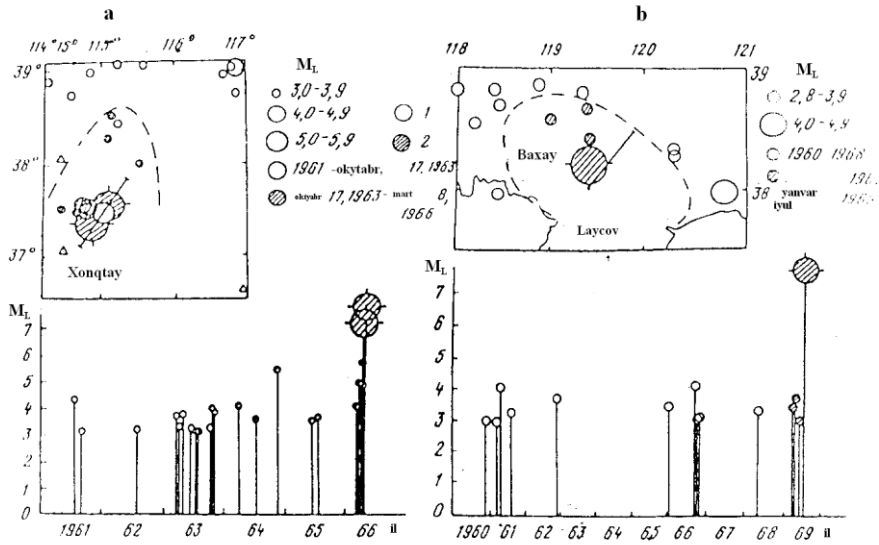 a
114° 15° 115° 116° 117°
39°
38°
37°
Xonqtay
M_L
3,0-3,9
4,0-4,9
5,0-5,9
1961 -okytabr, 17,1963
oktyabr 17,1963- mart 8, 1966
1
2
b
118 119 120 121
39
38
Baxay
Laycov
M_L
2,8-3,9
4,0-4,9
1960 1968
yanvar
iyul
M_L
7
6
5
4
3
2
1
0
1961 62 63 64 65 66 il
M_L
7
6
5
4
3
2
1
0
1960 61 62 63 64 65 66 67 68 69 il